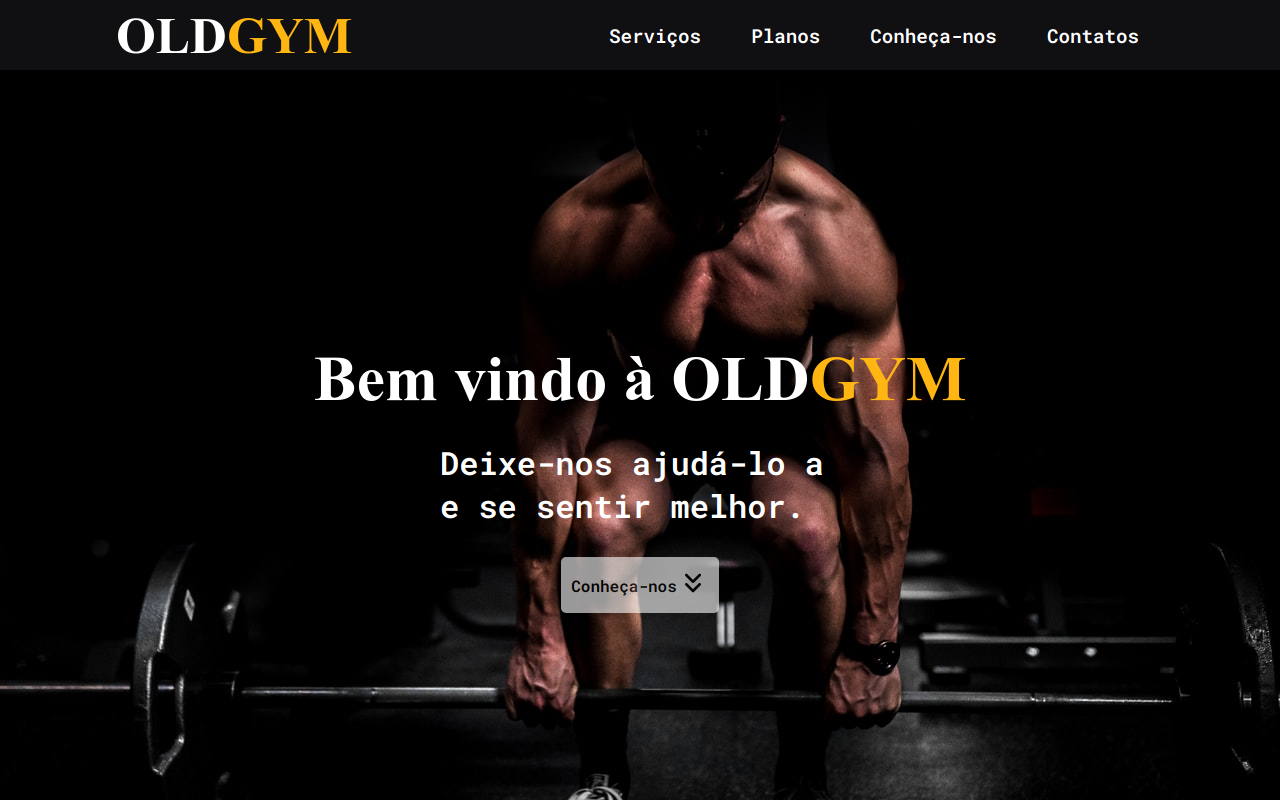 OLDGYM
Serviços Planos Conheça-nos Contatos
Bem vindo à OLDGYM
Deixe-nos ajudá-lo a
e se sentir melhor.
Conheça-nos